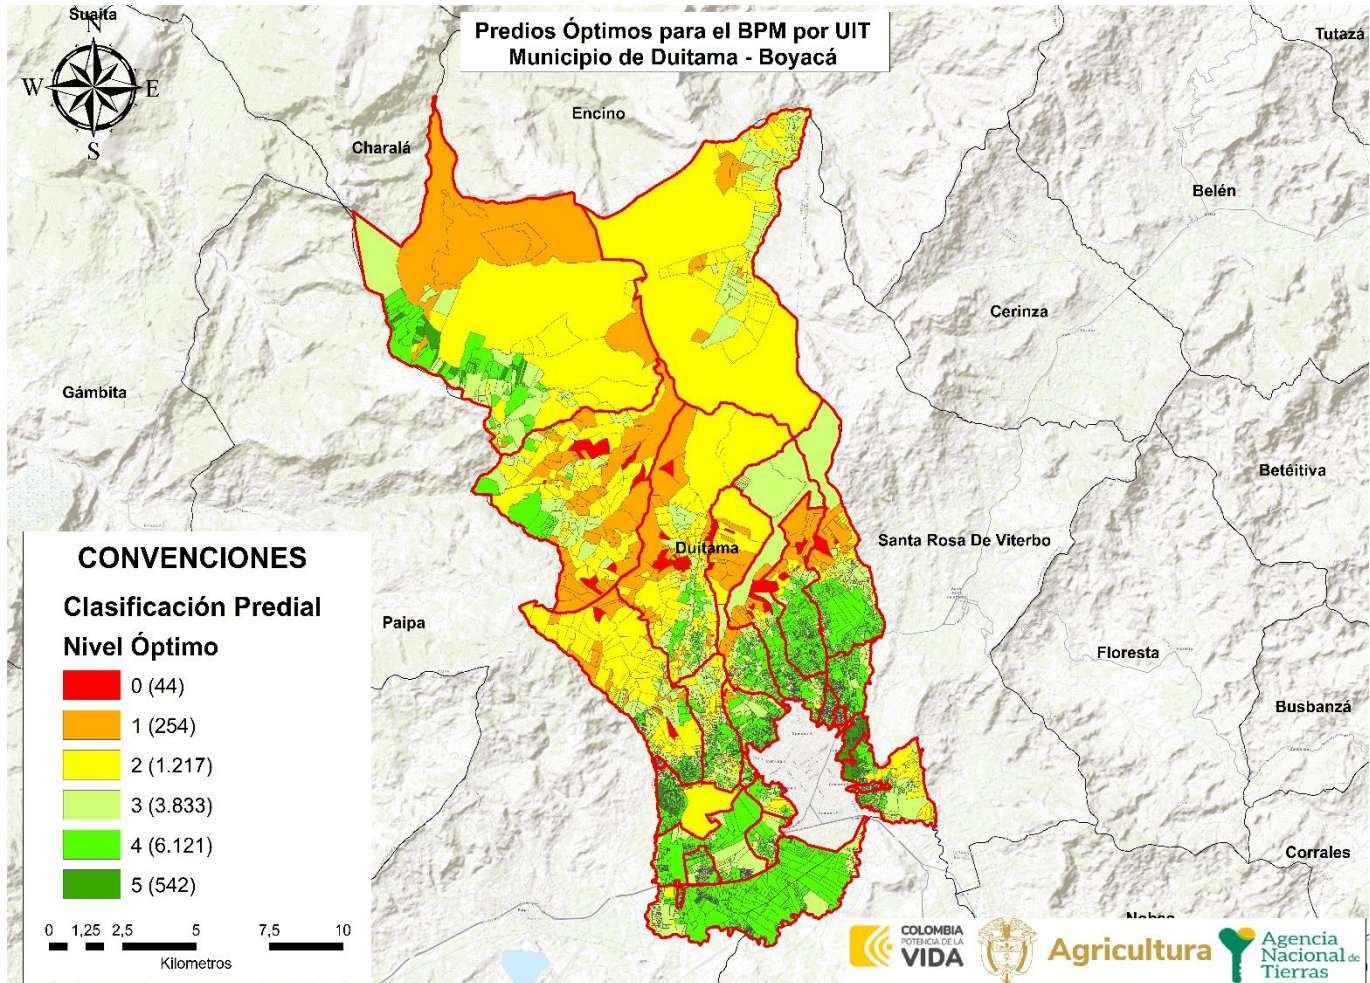 Predios Óptimos para el BPM por UIT
Municipio de Duitama - Boyacá
Suaita
N
W
E
S
Tutazá
Encino
Charalá
Belén
Cerinza
Gámbita
Betéitiva
Duitama
Santa Rosa De Viterbo
Paipa
Floresta
Busbanzá
Corrales
Nobsa
CONVENCIONES
Clasificación Predial
Nivel Óptimo
0 (44)
1 (254)
2 (1.217)
3 (3.833)
4 (6.121)
5 (542)
0 1,25 2,5 5 7,5 10
Kilometros
COLOMBIA
POTENCIA DE LA
VIDA
Agricultura
Agencia
Nacional de
Tierras